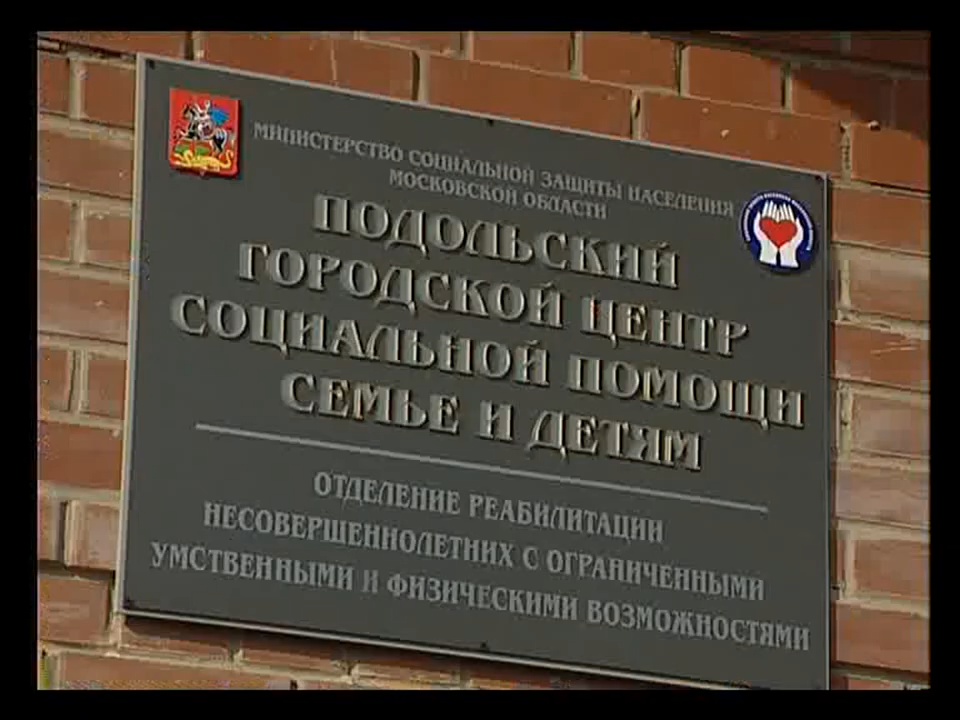 МИНИСТЕРСТВО СОЦИАЛЬНОЙ ЗАЩИТЫ НАСЕЛЕНИЯ
МОСКОВСКОЙ ОБЛАСТИ
ПОДОЛЬСКИЙ
ГОРОДСКОЙ ЦЕНТР
СОЦИАЛЬНОЙ ПОМОЩИ
СЕМЬЕ И ДЕТЯМ
ОТДЕЛЕНИЕ РЕАБИЛИТАЦИИ
НЕСОВЕРШЕННОЛЕТНИХ С ОГРАНИЧЕННЫМИ
УМСТВЕННЫМИ И ФИЗИЧЕСКИМИ ВОЗМОЖНОСТЯМИ